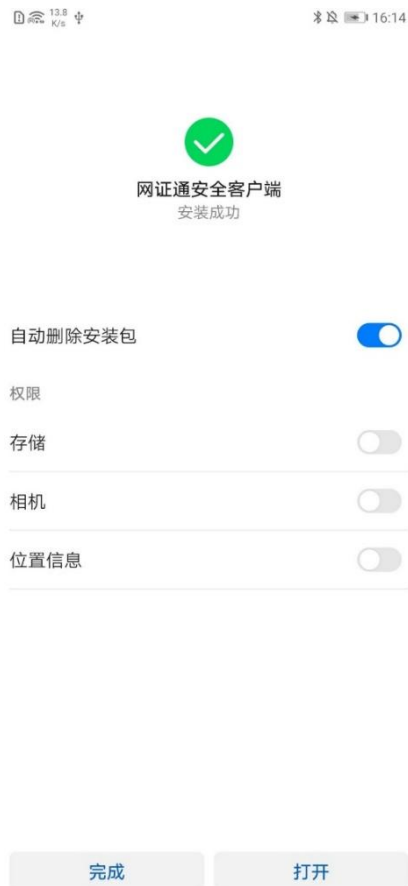 13.8
K/s
16:14
网证通安全客户端
安装成功
自动删除安装包
权限
存储
相机
位置信息
完成
打开